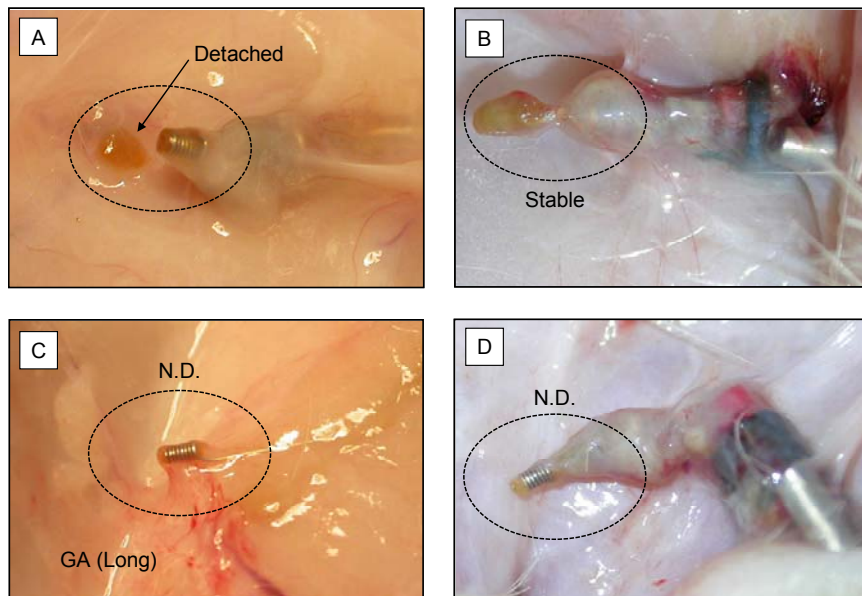 A
Detached
B
Stable
C
N.D.
GA (Long)
D
N.D.